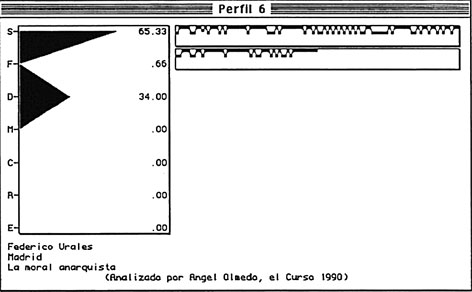 Perfil 6
S- 65.33
F- .66
D- 34.00
M- .00
C- .00
R- .00
E- .00
Federico Urales
Madrid
La moral anarquista
(Analizado por Angel Olmedo, el Curso 1990)